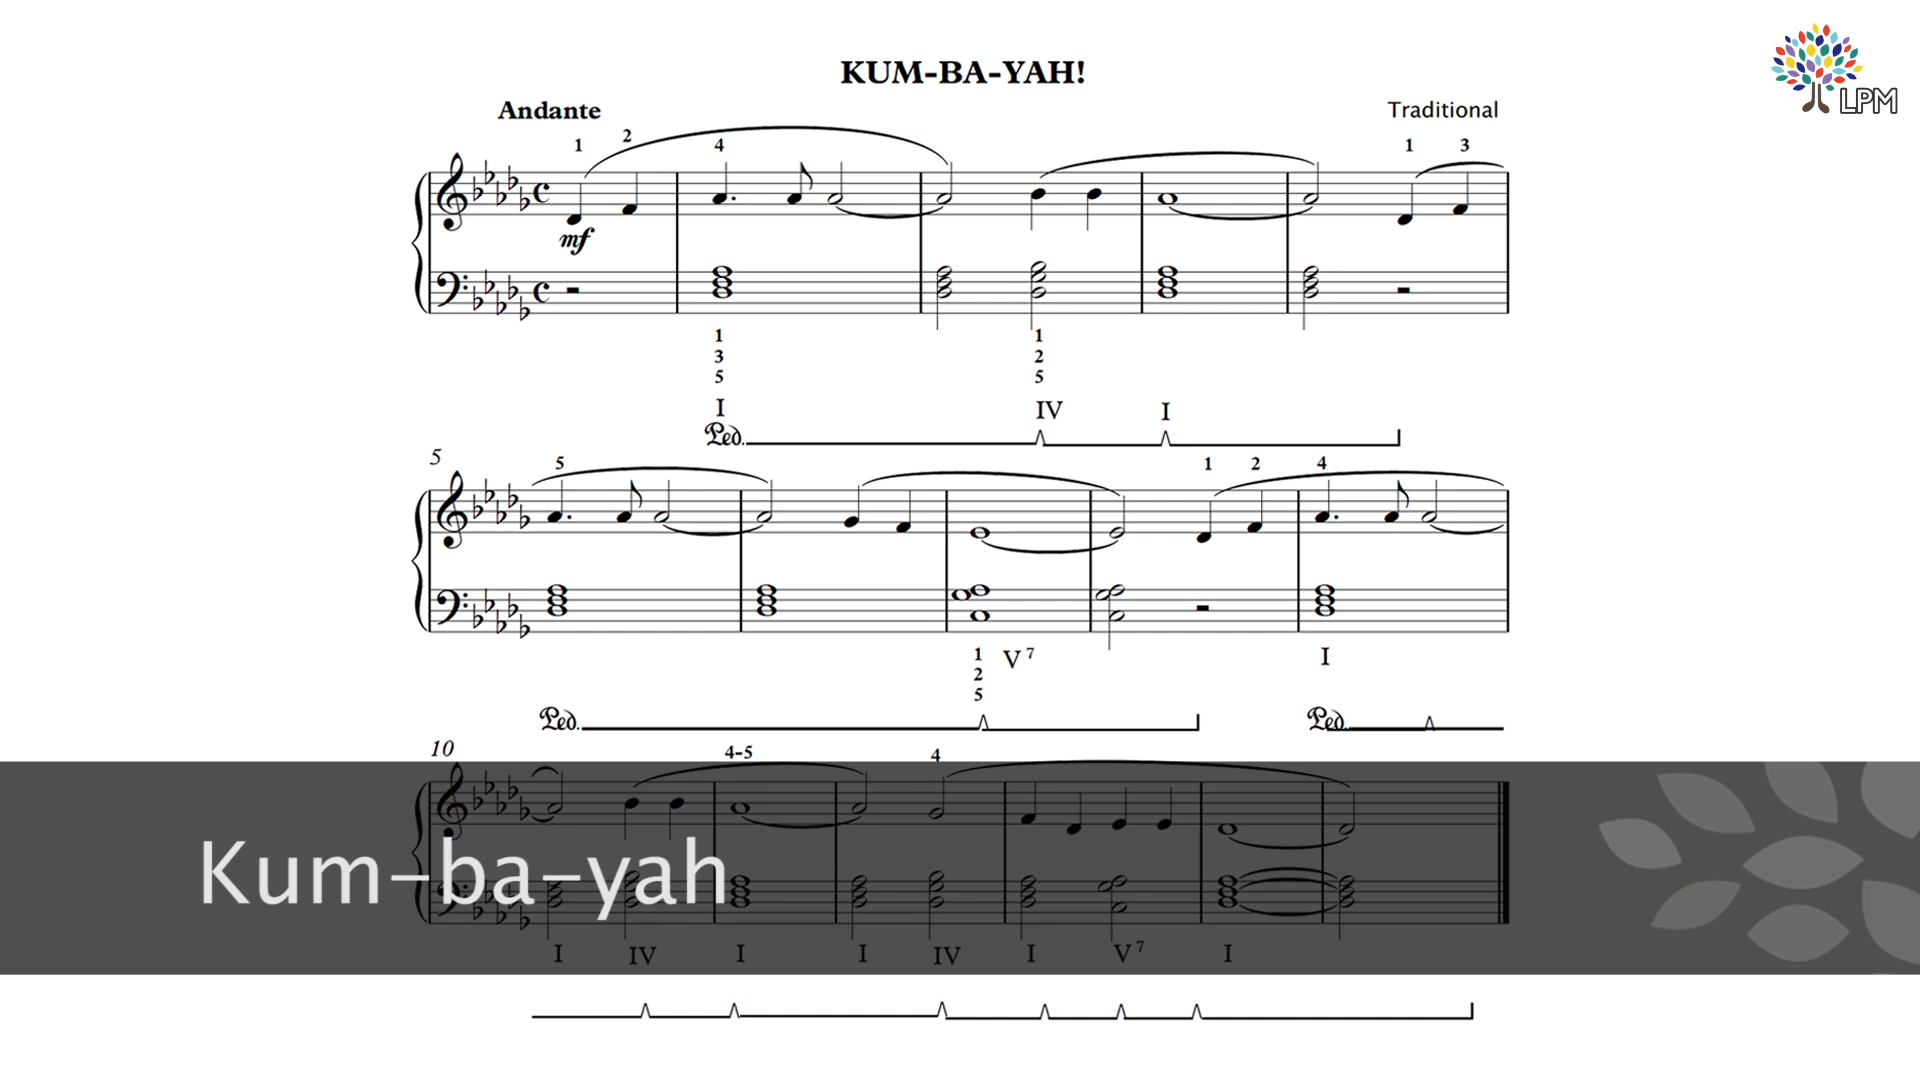 KUM-BA-YAH!
LPM
Andante
Traditional
1 2 4 1 3
mf
1 1
3 2
5 5
I IV I
Ped.
5
5 1 2 4
1 V7 I
2
5
Ped. Ped.
10
4-5 4
Kum-ba-yah
I IV I I IV I V7 I